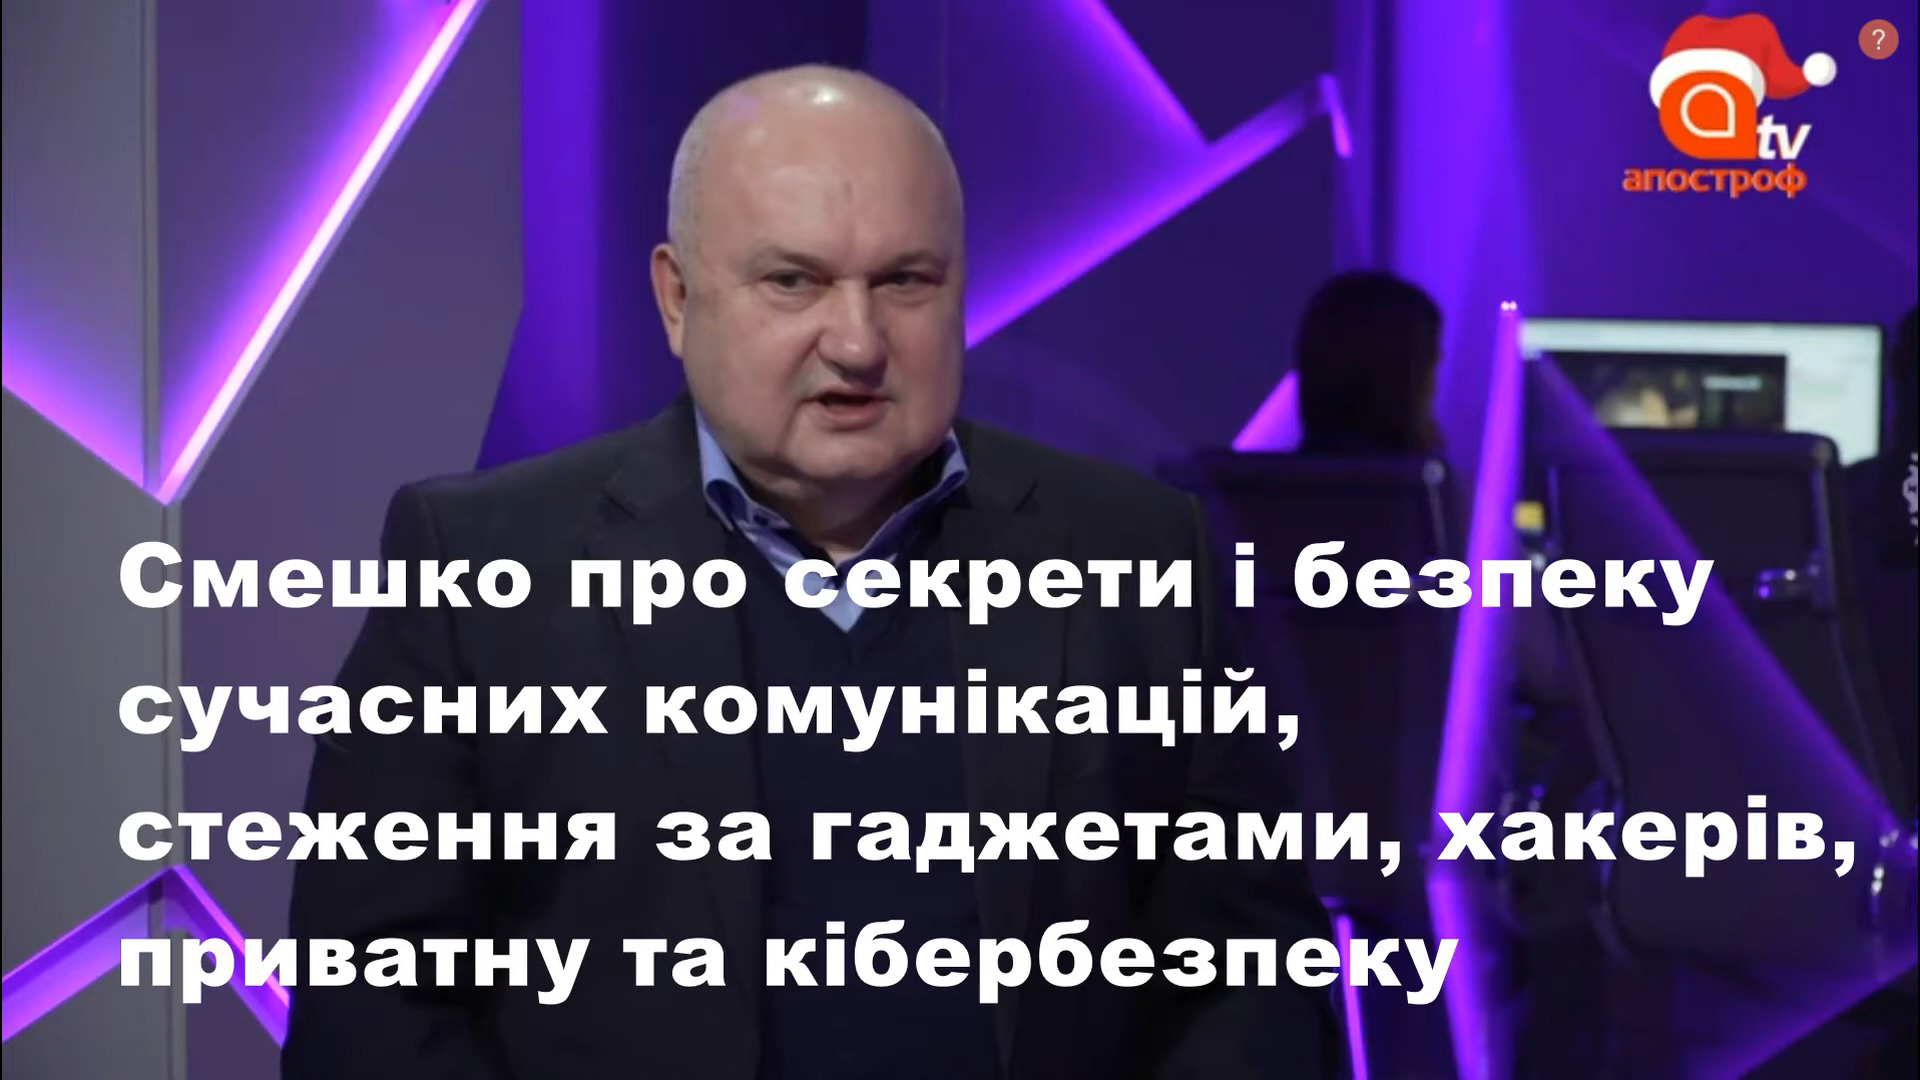 tv
апостроф
?
Смешко про секрети і безпеку
сучасних комунікацій,
стеження за гаджетами, хакерів,
приватну та кібербезпеку